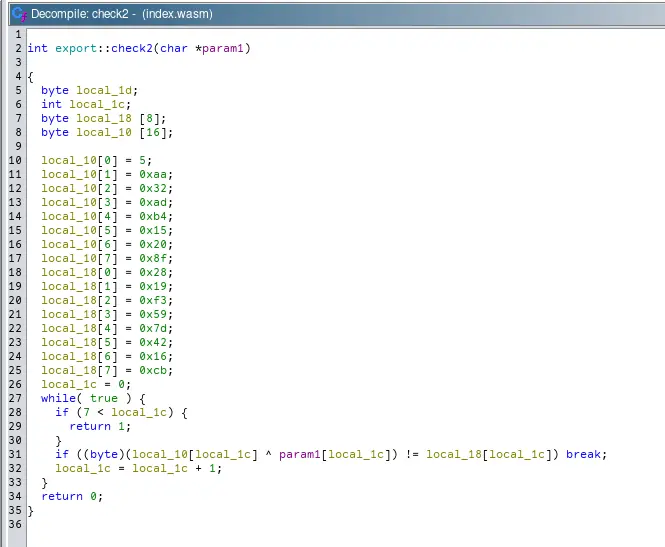 Decompile: check2 - (index.wasm)
1
2 int export::check2(char *param1)
3
4 {
5   byte local_1d;
6   int local_1c;
7   byte local_18 [8];
8   byte local_10 [16];
9
10   local_10[0] = 5;
11   local_10[1] = 0xaa;
12   local_10[2] = 0x32;
13   local_10[3] = 0xad;
14   local_10[4] = 0xb4;
15   local_10[5] = 0x15;
16   local_10[6] = 0x20;
17   local_10[7] = 0x8f;
18   local_18[0] = 0x28;
19   local_18[1] = 0x19;
20   local_18[2] = 0xf3;
21   local_18[3] = 0x59;
22   local_18[4] = 0x7d;
23   local_18[5] = 0x42;
24   local_18[6] = 0x16;
25   local_18[7] = 0xcb;
26   local_1c = 0;
27   while( true ) {
28     if (7 < local_1c) {
29       return 1;
30     }
31     if ((byte)(local_10[local_1c] ^ param1[local_1c]) != local_18[local_1c]) break;
32     local_1c = local_1c + 1;
33   }
34   return 0;
35 }
36